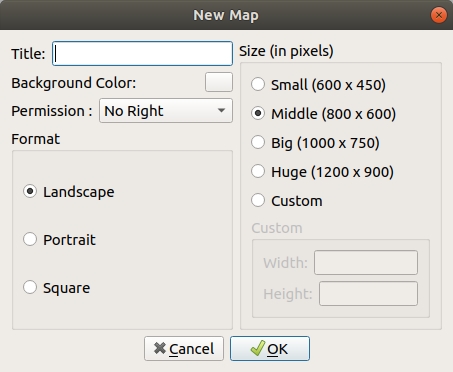 New Map
Title:
Background Color:
Permission : No Right
Format
Landscape
Portrait
Square
Size (in pixels)
Small (600 x 450)
Middle (800 x 600)
Big (1000 x 750)
Huge (1200 x 900)
Custom
Custom
Width:
Height:
Cancel
OK